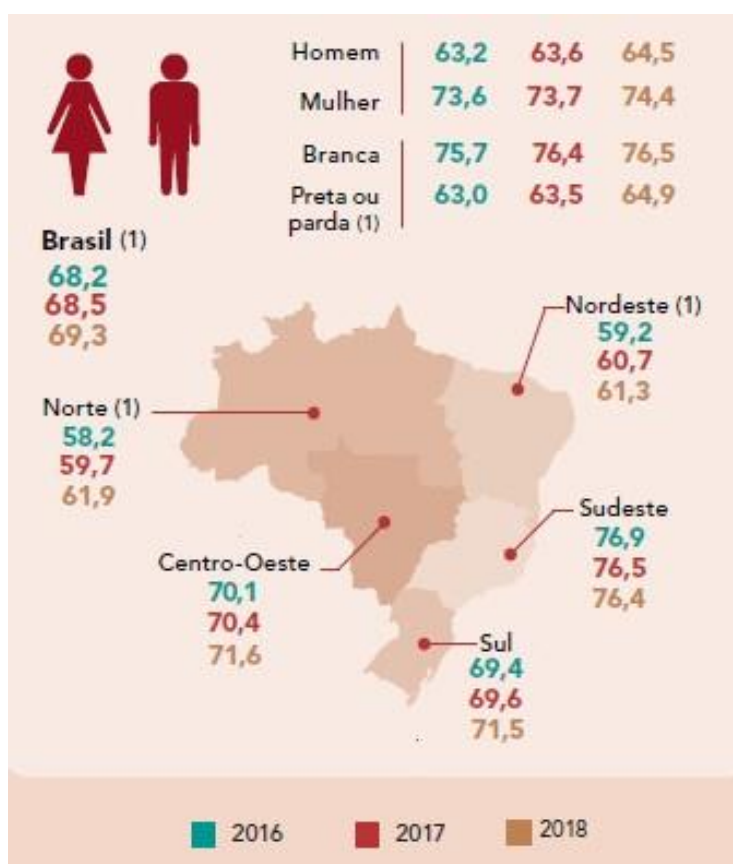 Homem 63,2 63,6 64,5
Mulher 73,6 73,7 74,4
Branca 75,7 76,4 76,5
Preta ou
parda (1) 63,0 63,5 64,9
Brasil (1)
68,2
68,5
69,3
Nordeste (1)
59,2
60,7
61,3
Norte (1)
58,2
59,7
61,9
Sudeste
76,9
76,5
76,4
Centro-Oeste
70,1
70,4
71,6
Sul
69,4
69,6
71,5
2016 2017 2018